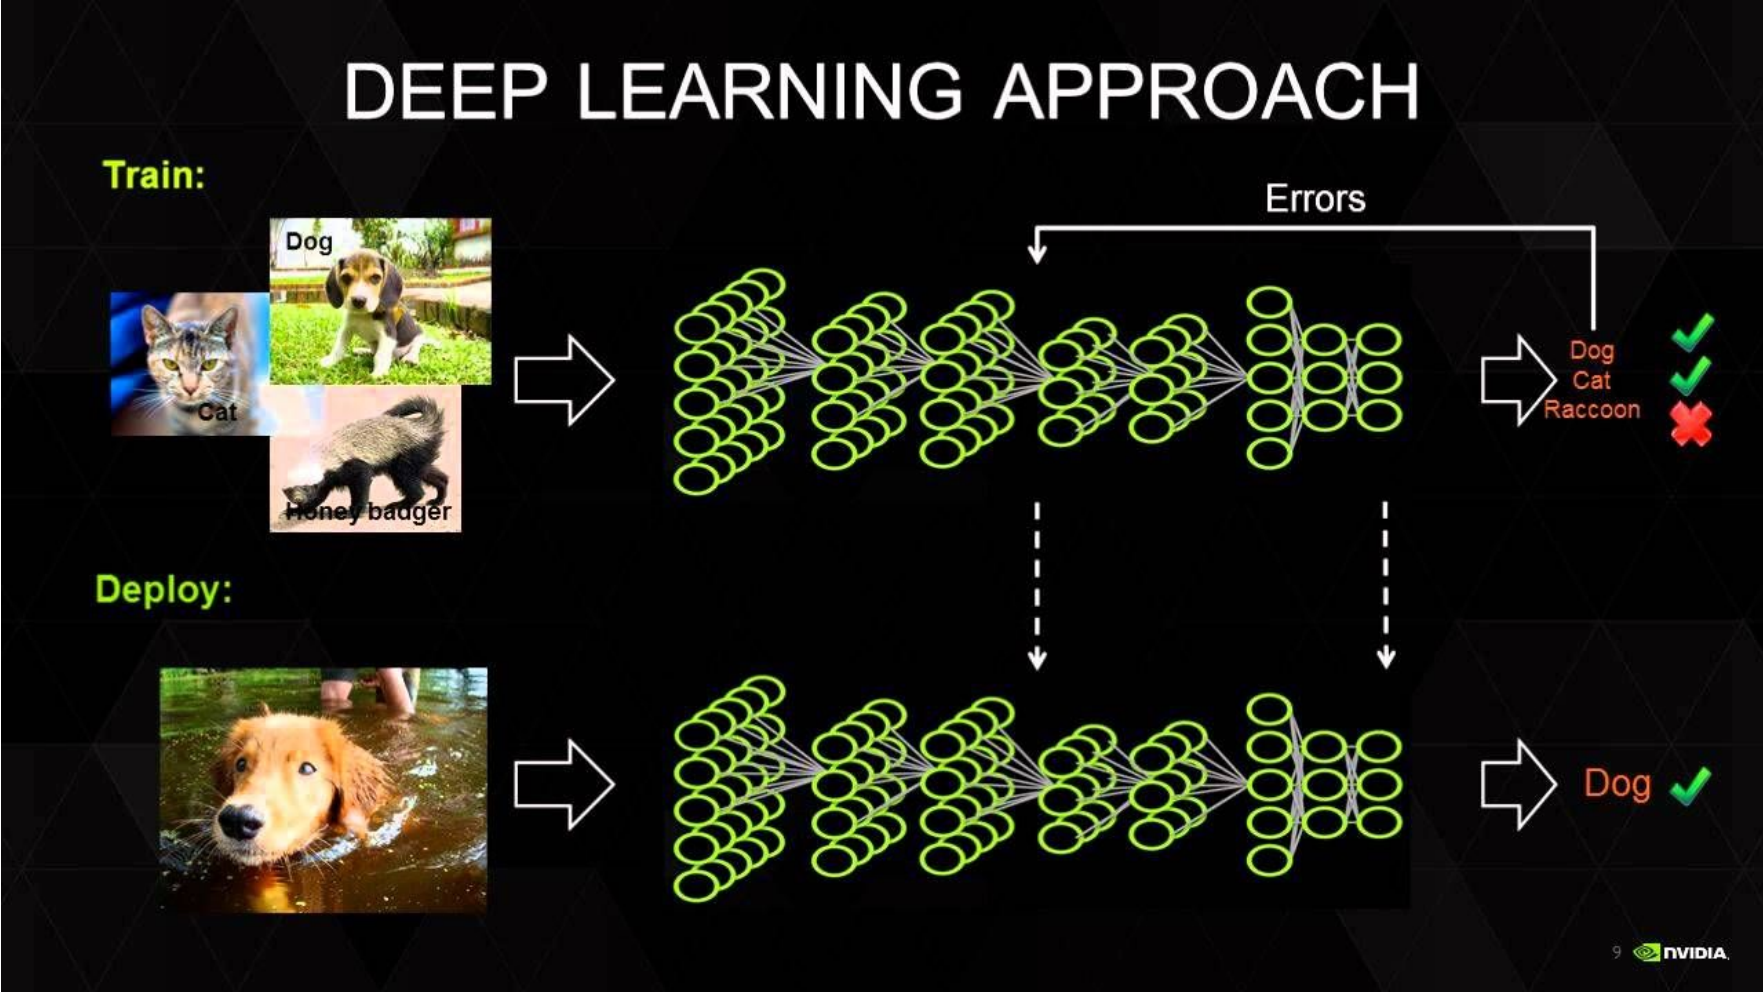 DEEP LEARNING APPROACH
Train:
Errors
Dog
Cat
Honey badger
Dog
Cat
Raccoon
Deploy:
Dog
9
NVIDIA.